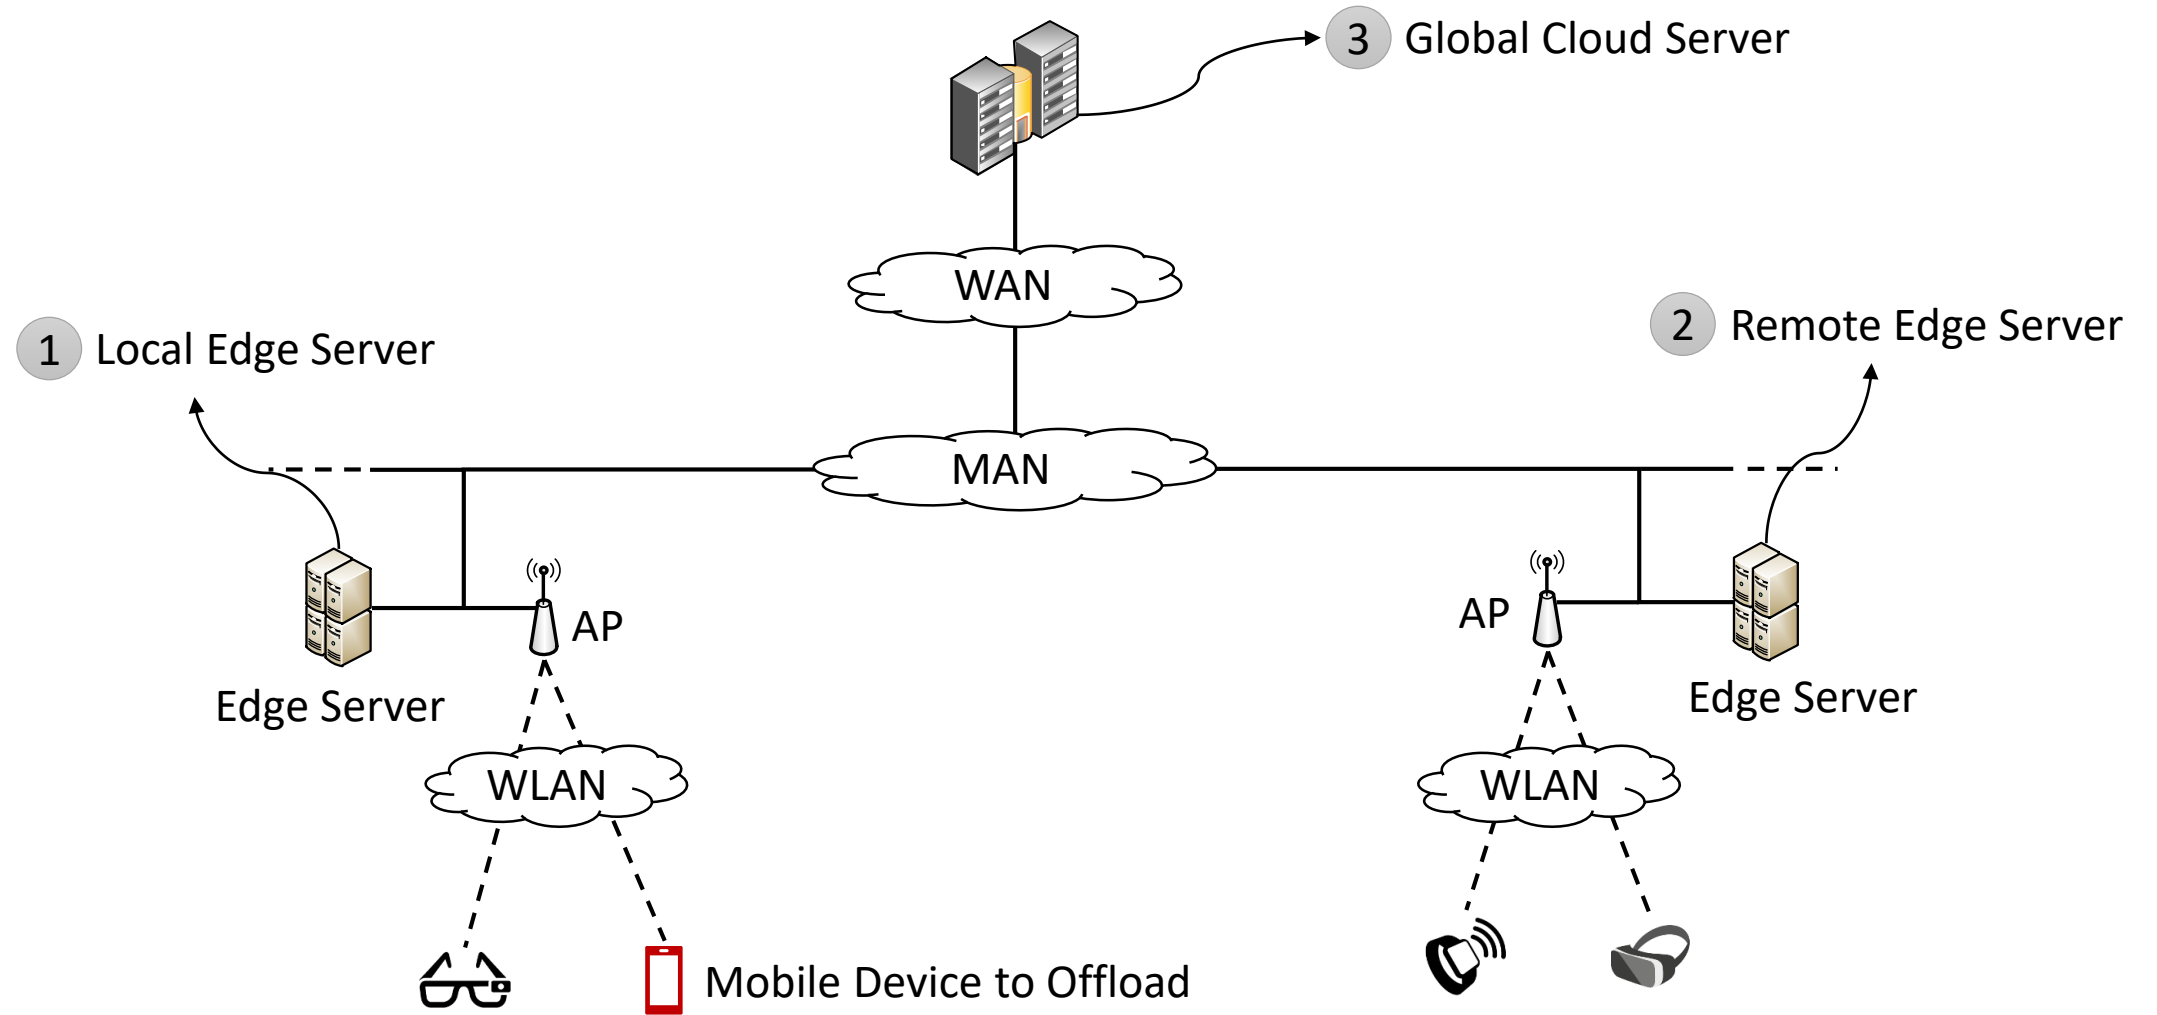 3 Global Cloud Server
WAN
1 Local Edge Server
2 Remote Edge Server
MAN
AP
AP
Edge Server
Edge Server
WLAN
WLAN
Mobile Device to Offload